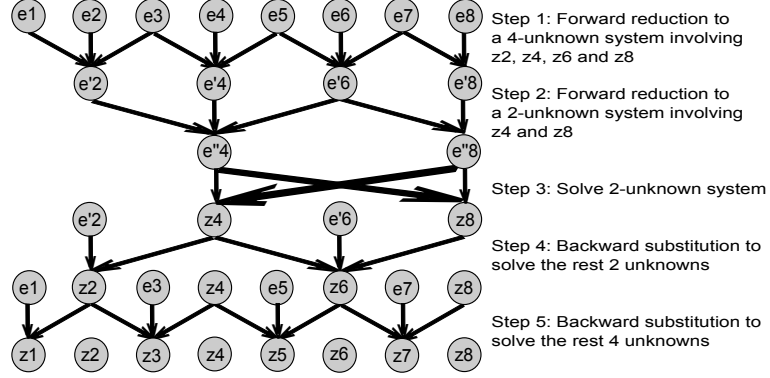 e1 e2 e3 e4 e5 e6 e7 e8
Step 1: Forward reduction to
a 4-unknown system involving
z2, z4, z6 and z8
e'2 e'4 e'6 e'8
Step 2: Forward reduction to
a 2-unknown system involving
z4 and z8
e''4 e''8
Step 3: Solve 2-unknown system
e'2 z4 e'6 z8
Step 4: Backward substitution to
solve the rest 2 unknowns
e1 z2 e3 z4 e5 z6 e7 z8
Step 5: Backward substitution to
solve the rest 4 unknowns
z1 z2 z3 z4 z5 z6 z7 z8